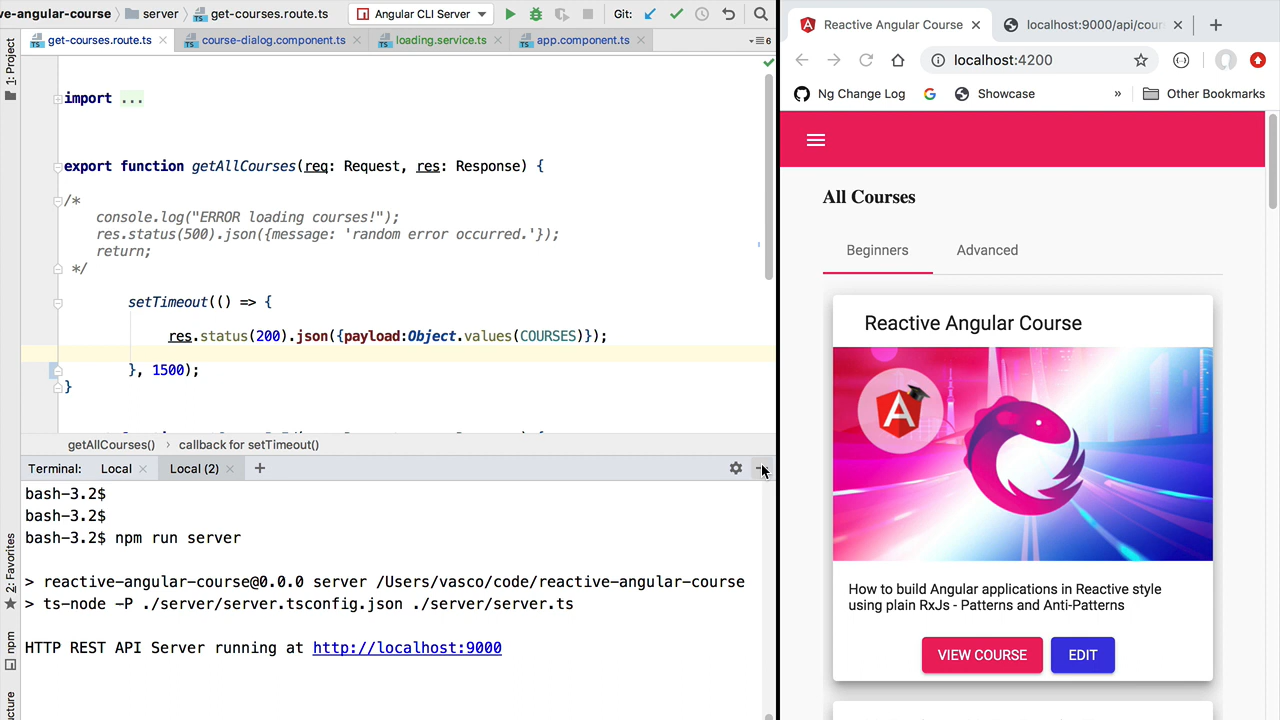 ve-angular-course
server
get-courses.route.ts
Angular CLI Server
Git:
get-courses.route.ts
course-dialog.component.ts
loading.service.ts
app.component.ts
6
1: Project
import ...
export function getAllCourses(req: Request, res: Response) {
/*
console.log("ERROR loading courses!");
res.status(500).json({message: 'random error occurred.'});
return;
*/
setTimeout(() => {
res.status(200).json({payload:Object.values(COURSES)});
}, 1500);
}
getAllCourses()
callback for setTimeout()
Terminal:
Local
Local (2)
bash-3.2$
bash-3.2$
bash-3.2$ npm run server
> reactive-angular-course@0.0.0 server /Users/vasco/code/reactive-angular-course
> ts-node -P ./server/server.tsconfig.json ./server/server.ts
HTTP REST API Server running at http://localhost:9000
2: Favorites
npm
ucture
Reactive Angular Course
localhost:9000/api/cour
localhost:4200
Ng Change Log
Showcase
»
Other Bookmarks
All Courses
Beginners
Advanced
Reactive Angular Course
How to build Angular applications in Reactive style
using plain RxJs - Patterns and Anti-Patterns
VIEW COURSE
EDIT